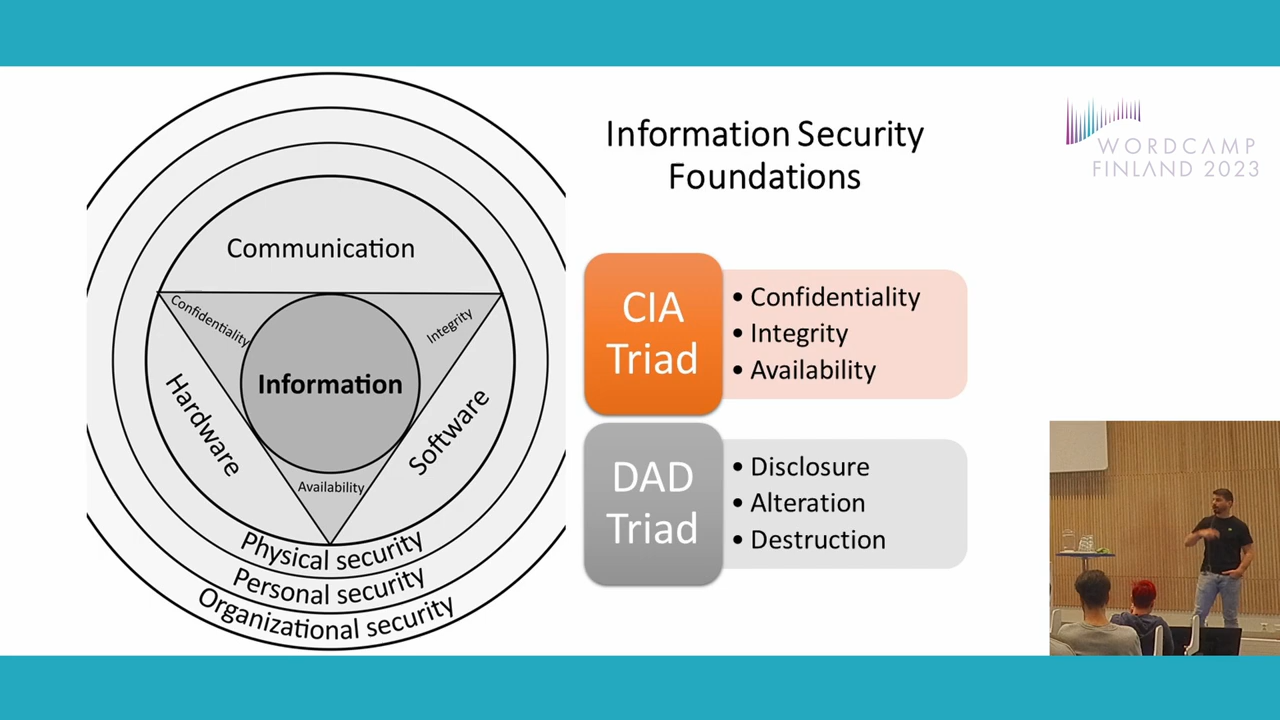 Information Security
Foundations
WORDCAMP
FINLAND 2023
Communication
Confidentiality
Integrity
Information
Hardware
Software
Availability
Physical security
Personal security
Organizational security
CIA
Triad
• Confidentiality
• Integrity
• Availability
DAD
Triad
• Disclosure
• Alteration
• Destruction